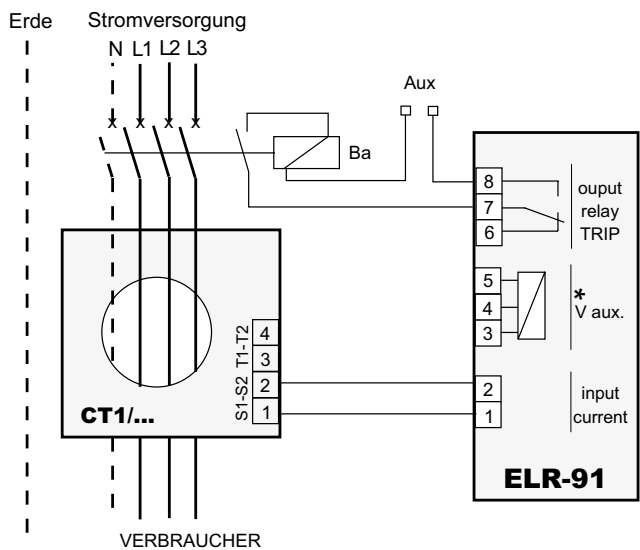 Erde
Stromversorgung
N L1 L2 L3
x x x x
Aux
Ba
8
7
6
ouput
relay
TRIP
5
4
3
*
V aux.
2
1
input
current
ELR-91
4
3
2
1
T1-T2
S1-S2
CT1/...
VERBRAUCHER